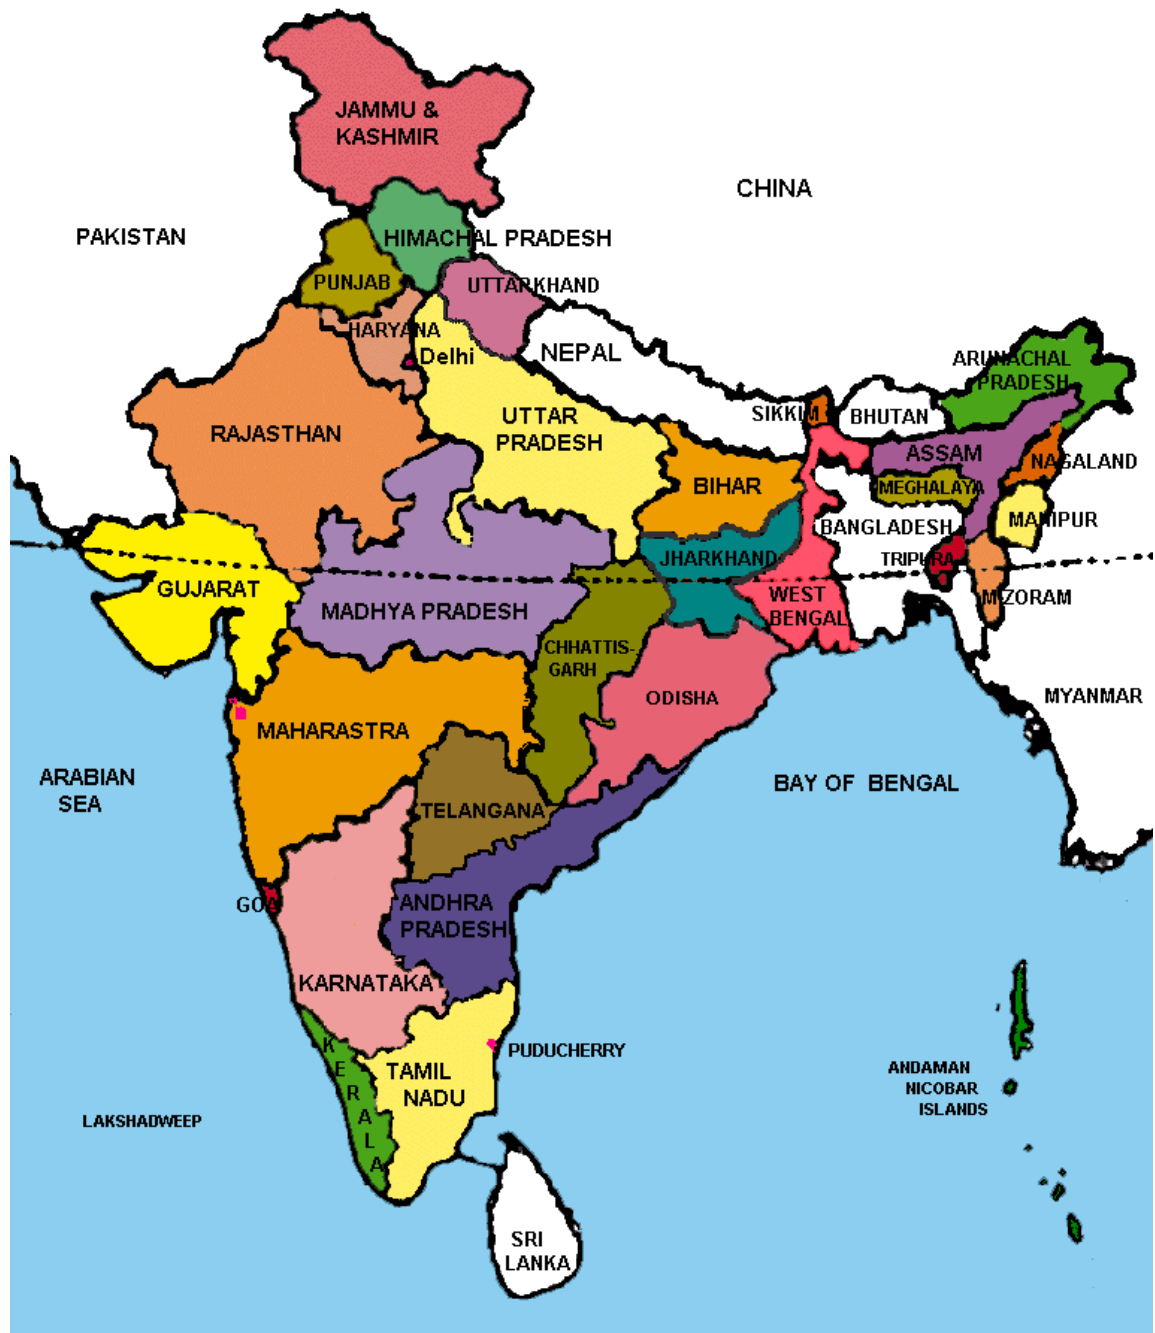 JAMMU &
KASHMIR
CHINA
PAKISTAN
HIMACHAL PRADESH
PUNJAB
UTTARKHAND
HARYANA
Delhi
NEPAL
ARUNACHAL
PRADESH
SIKKIM
BHUTAN
UTTAR
PRADESH
RAJASTHAN
ASSAM
NAGALAND
BIHAR
MEGHALAYA
MANIPUR
BANGLADESH
JHARKHAND
TRIPURA
GUJARAT
MADHYA PRADESH
WEST
BENGAL
MIZORAM
CHHATTIS-
GARH
ODISHA
MYANMAR
MAHARASTRA
ARABIAN
SEA
BAY OF BENGAL
TELANGANA
GOA
ANDHRA
PRADESH
KARNATAKA
KERALA
PUDUCHERRY
TAMIL
NADU
ANDAMAN
NICOBAR
ISLANDS
LAKSHADWEEP
SRI
LANKA